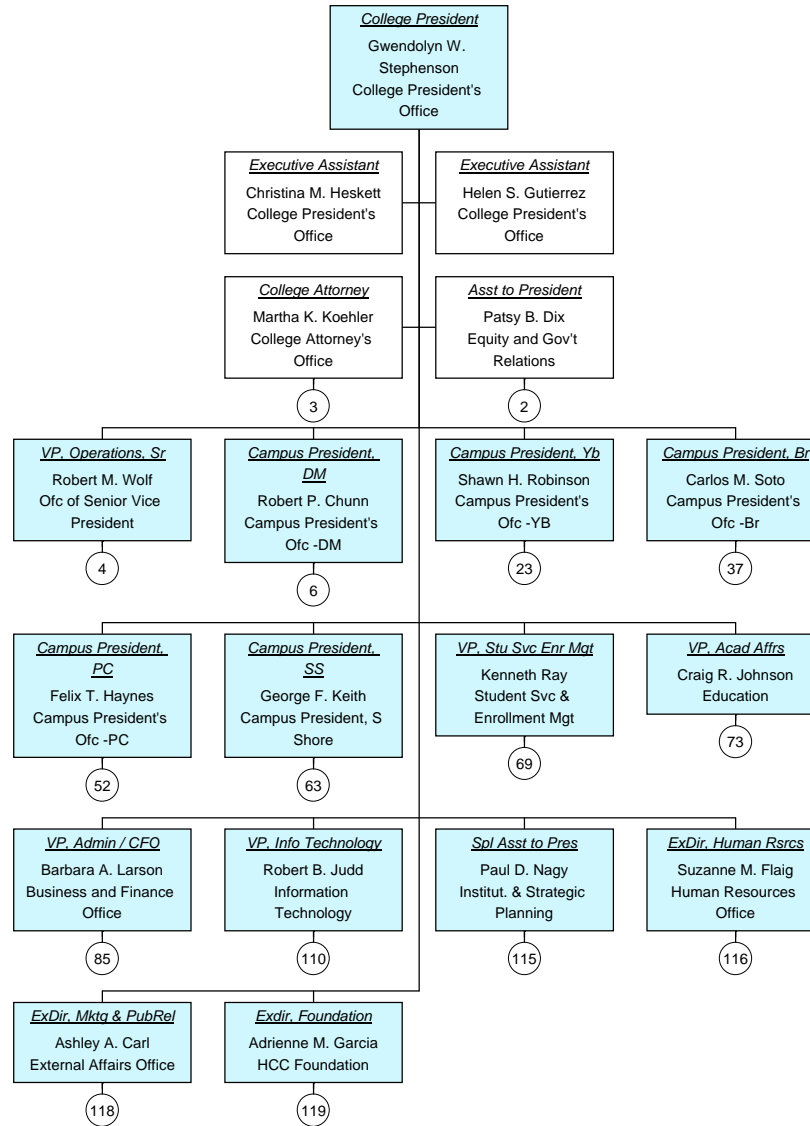 College President
Gwendolyn W.
Stephenson
College President's
Office
Executive Assistant
Christina M. Heskett
College President's
Office
Executive Assistant
Helen S. Gutierrez
College President's
Office
College Attorney
Martha K. Koehler
College Attorney's
Office
3
Asst to President
Patsy B. Dix
Equity and Gov't
Relations
2
VP, Operations, Sr
Robert M. Wolf
Ofc of Senior Vice
President
4
Campus President,
DM
Robert P. Chunn
Campus President's
Ofc -DM
6
Campus President, Yb
Shawn H. Robinson
Campus President's
Ofc -YB
23
Campus President, Br
Carlos M. Soto
Campus President's
Ofc -Br
37
Campus President,
PC
Felix T. Haynes
Campus President's
Ofc -PC
52
Campus President,
SS
George F. Keith
Campus President, S
Shore
63
VP, Stu Svc Enr Mgt
Kenneth Ray
Student Svc &
Enrollment Mgt
69
VP, Acad Affrs
Craig R. Johnson
Education
73
VP, Admin / CFO
Barbara A. Larson
Business and Finance
Office
85
VP, Info Technology
Robert B. Judd
Information
Technology
110
Spl Asst to Pres
Paul D. Nagy
Institut. & Strategic
Planning
115
ExDir, Human Rsrcs
Suzanne M. Flaig
Human Resources
Office
116
ExDir, Mktg & PubRel
Ashley A. Carl
External Affairs Office
118
Exdir, Foundation
Adrienne M. Garcia
HCC Foundation
119